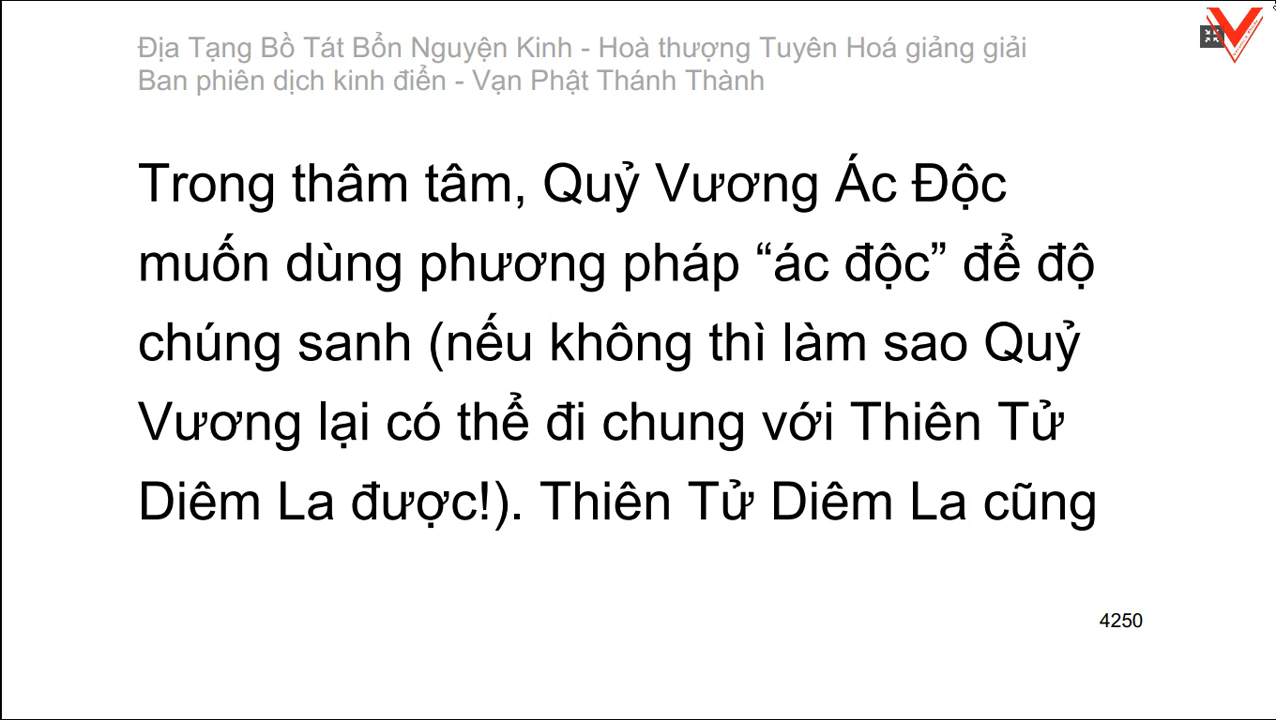 Địa Tạng Bồ Tát Bổn Nguyện Kinh - Hoà thượng Tuyên Hoá giảng giải
Ban phiên dịch kinh điển - Vạn Phật Thánh Thành
Trong thâm tâm, Quỷ Vương Ác Độc
muốn dùng phương pháp “ác độc” để độ
chúng sanh (nếu không thì làm sao Quỷ
Vương lại có thể đi chung với Thiên Tử
Diêm La được!). Thiên Tử Diêm La cũng
4250